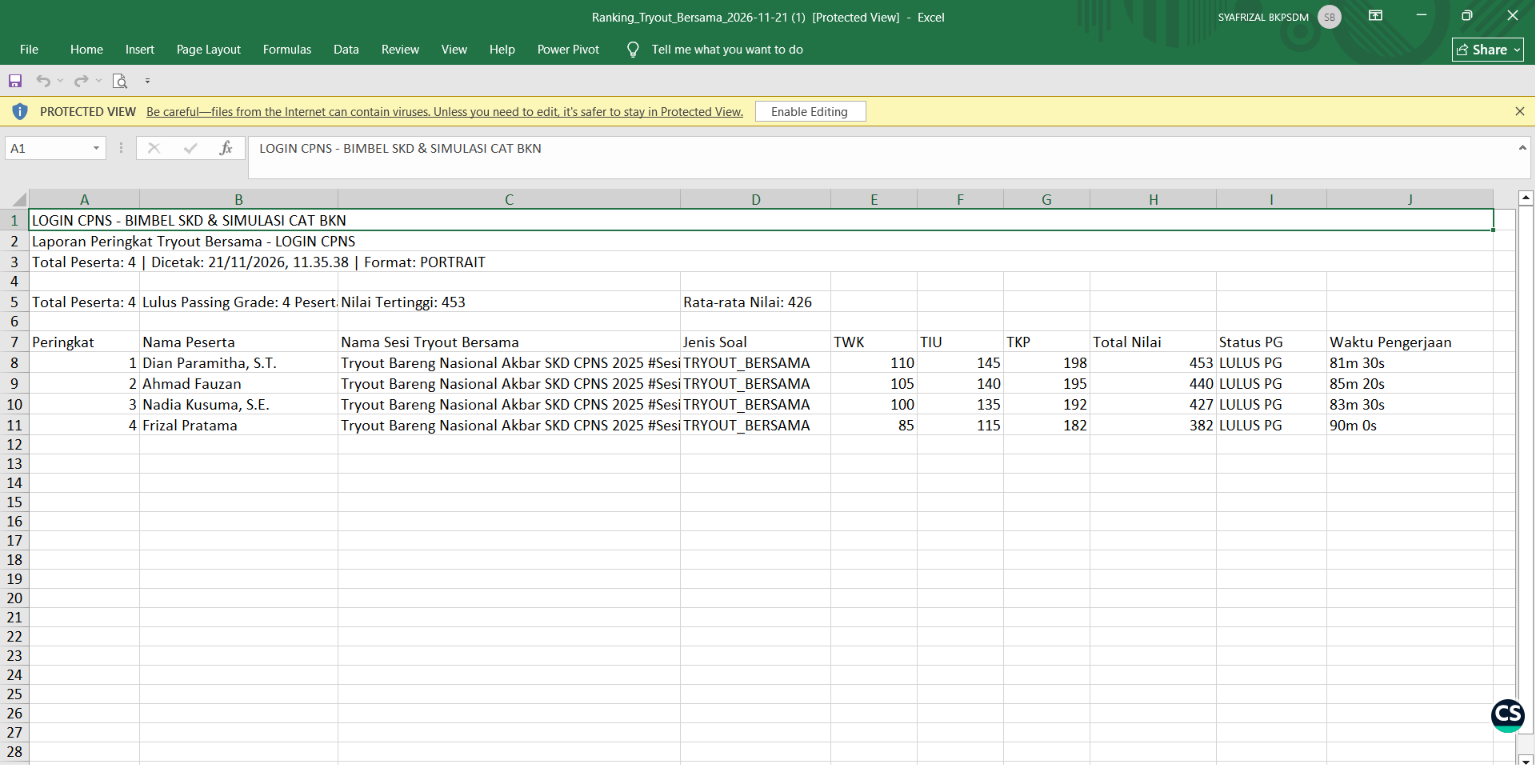 Ranking_Tryout_Bersama_2026-11-21 (1) [Protected View] - Excel
SYAFRIZAL BKPSDM SB
File Home Insert Page Layout Formulas Data Review View Help Power Pivot Tell me what you want to do Share
PROTECTED VIEW Be careful—files from the Internet can contain viruses. Unless you need to edit, it's safer to stay in Protected View. Enable Editing
A1 fx LOGIN CPNS - BIMBEL SKD & SIMULASI CAT BKN
A B C D E F G H I J
1 LOGIN CPNS - BIMBEL SKD & SIMULASI CAT BKN
2 Laporan Peringkat Tryout Bersama - LOGIN CPNS
3 Total Peserta: 4 | Dicetak: 21/11/2026, 11.35.38 | Format: PORTRAIT
4
5 Total Peserta: 4 Lulus Passing Grade: 4 Pesert Nilai Tertinggi: 453 Rata-rata Nilai: 426
6
7 Peringkat Nama Peserta Nama Sesi Tryout Bersama Jenis Soal TWK TIU TKP Total Nilai Status PG Waktu Pengerjaan
8 1 Dian Paramitha, S.T. Tryout Bareng Nasional Akbar SKD CPNS 2025 #Sesi TRYOUT_BERSAMA 110 145 198 453 LULUS PG 81m 30s
9 2 Ahmad Fauzan Tryout Bareng Nasional Akbar SKD CPNS 2025 #Sesi TRYOUT_BERSAMA 105 140 195 440 LULUS PG 85m 20s
10 3 Nadia Kusuma, S.E. Tryout Bareng Nasional Akbar SKD CPNS 2025 #Sesi TRYOUT_BERSAMA 100 135 192 427 LULUS PG 83m 30s
11 4 Frizal Pratama Tryout Bareng Nasional Akbar SKD CPNS 2025 #Sesi TRYOUT_BERSAMA 85 115 182 382 LULUS PG 90m 0s
12
13
14
15
16
17
18
19
20
21
22
23
24
25
26
27
28
CS